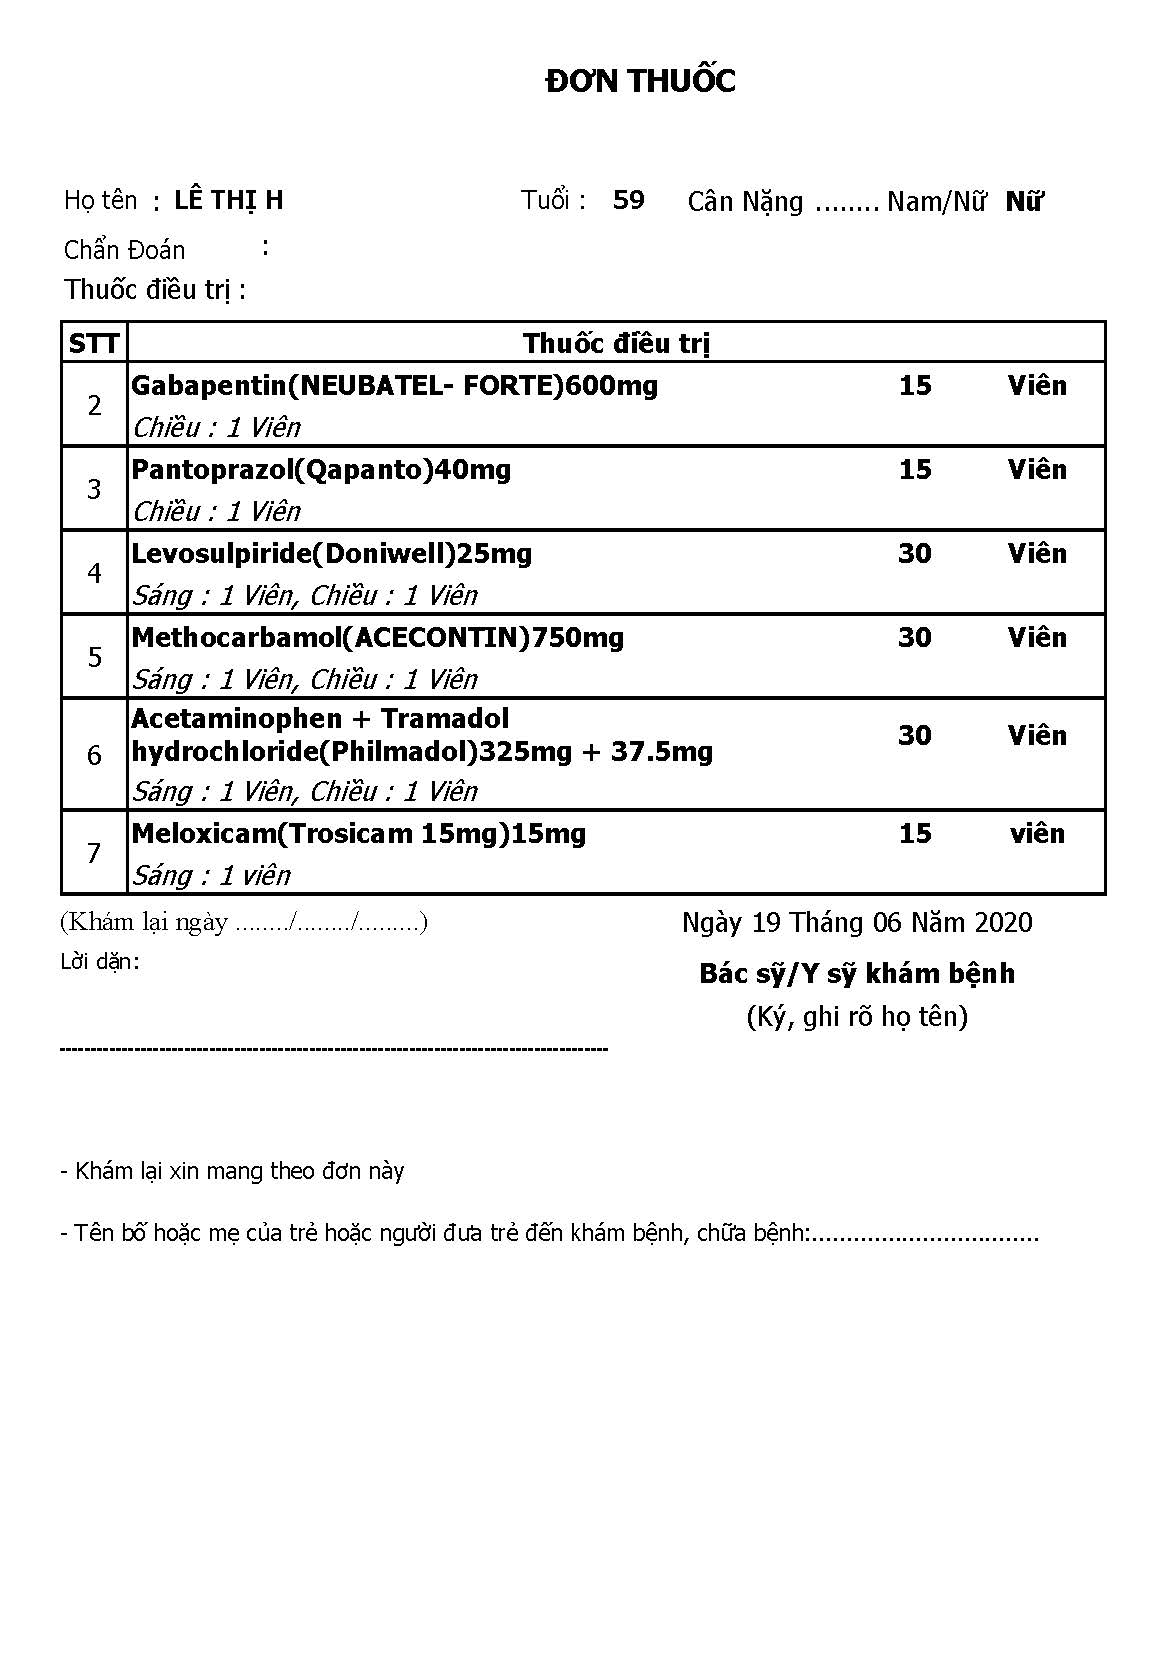 ĐƠN THUỐC
Họ tên : LÊ THỊ H Tuổi : 59 Cân Nặng ........ Nam/Nữ Nữ
Chẩn Đoán :
Thuốc điều trị :
STT Thuốc điều trị
2 Gabapentin(NEUBATEL- FORTE)600mg 15 Viên
Chiều : 1 Viên
3 Pantoprazol(Qapanto)40mg 15 Viên
Chiều : 1 Viên
4 Levosulpiride(Doniwell)25mg 30 Viên
Sáng : 1 Viên, Chiều : 1 Viên
5 Methocarbamol(ACECONTIN)750mg 30 Viên
Sáng : 1 Viên, Chiều : 1 Viên
6 Acetaminophen + Tramadol
hydrochloride(Philmadol)325mg + 37.5mg 30 Viên
Sáng : 1 Viên, Chiều : 1 Viên
7 Meloxicam(Trosicam 15mg)15mg 15 viên
Sáng : 1 viên
(Khám lại ngày ......../......../.........) Ngày 19 Tháng 06 Năm 2020
Lời dặn:
Bác sỹ/Y sỹ khám bệnh
(Ký, ghi rõ họ tên)
- Khám lại xin mang theo đơn này
- Tên bố hoặc mẹ của trẻ hoặc người đưa trẻ đến khám bệnh, chữa bệnh:.................................